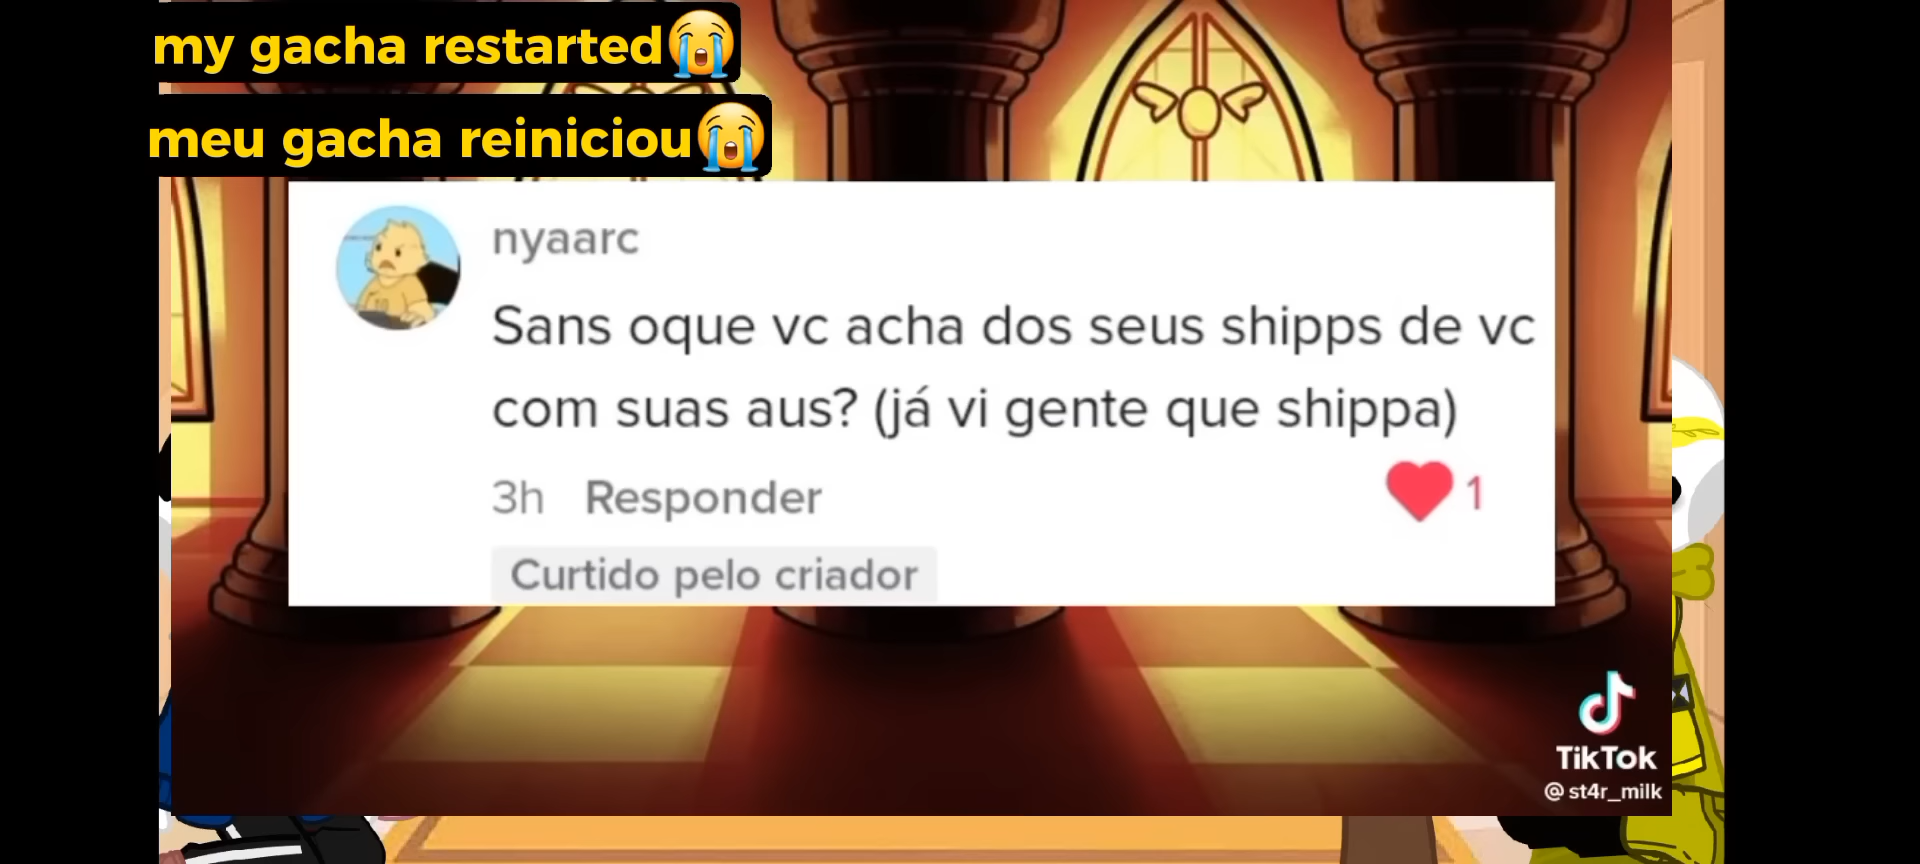 my gacha restarted😭
meu gacha reiniciou😭
nyaarc
Sans oque vc acha dos seus shipps de vc
com suas aus? (já vi gente que shippa)
3h Responder
1
Curtido pelo criador
TikTok
@st4r_milk